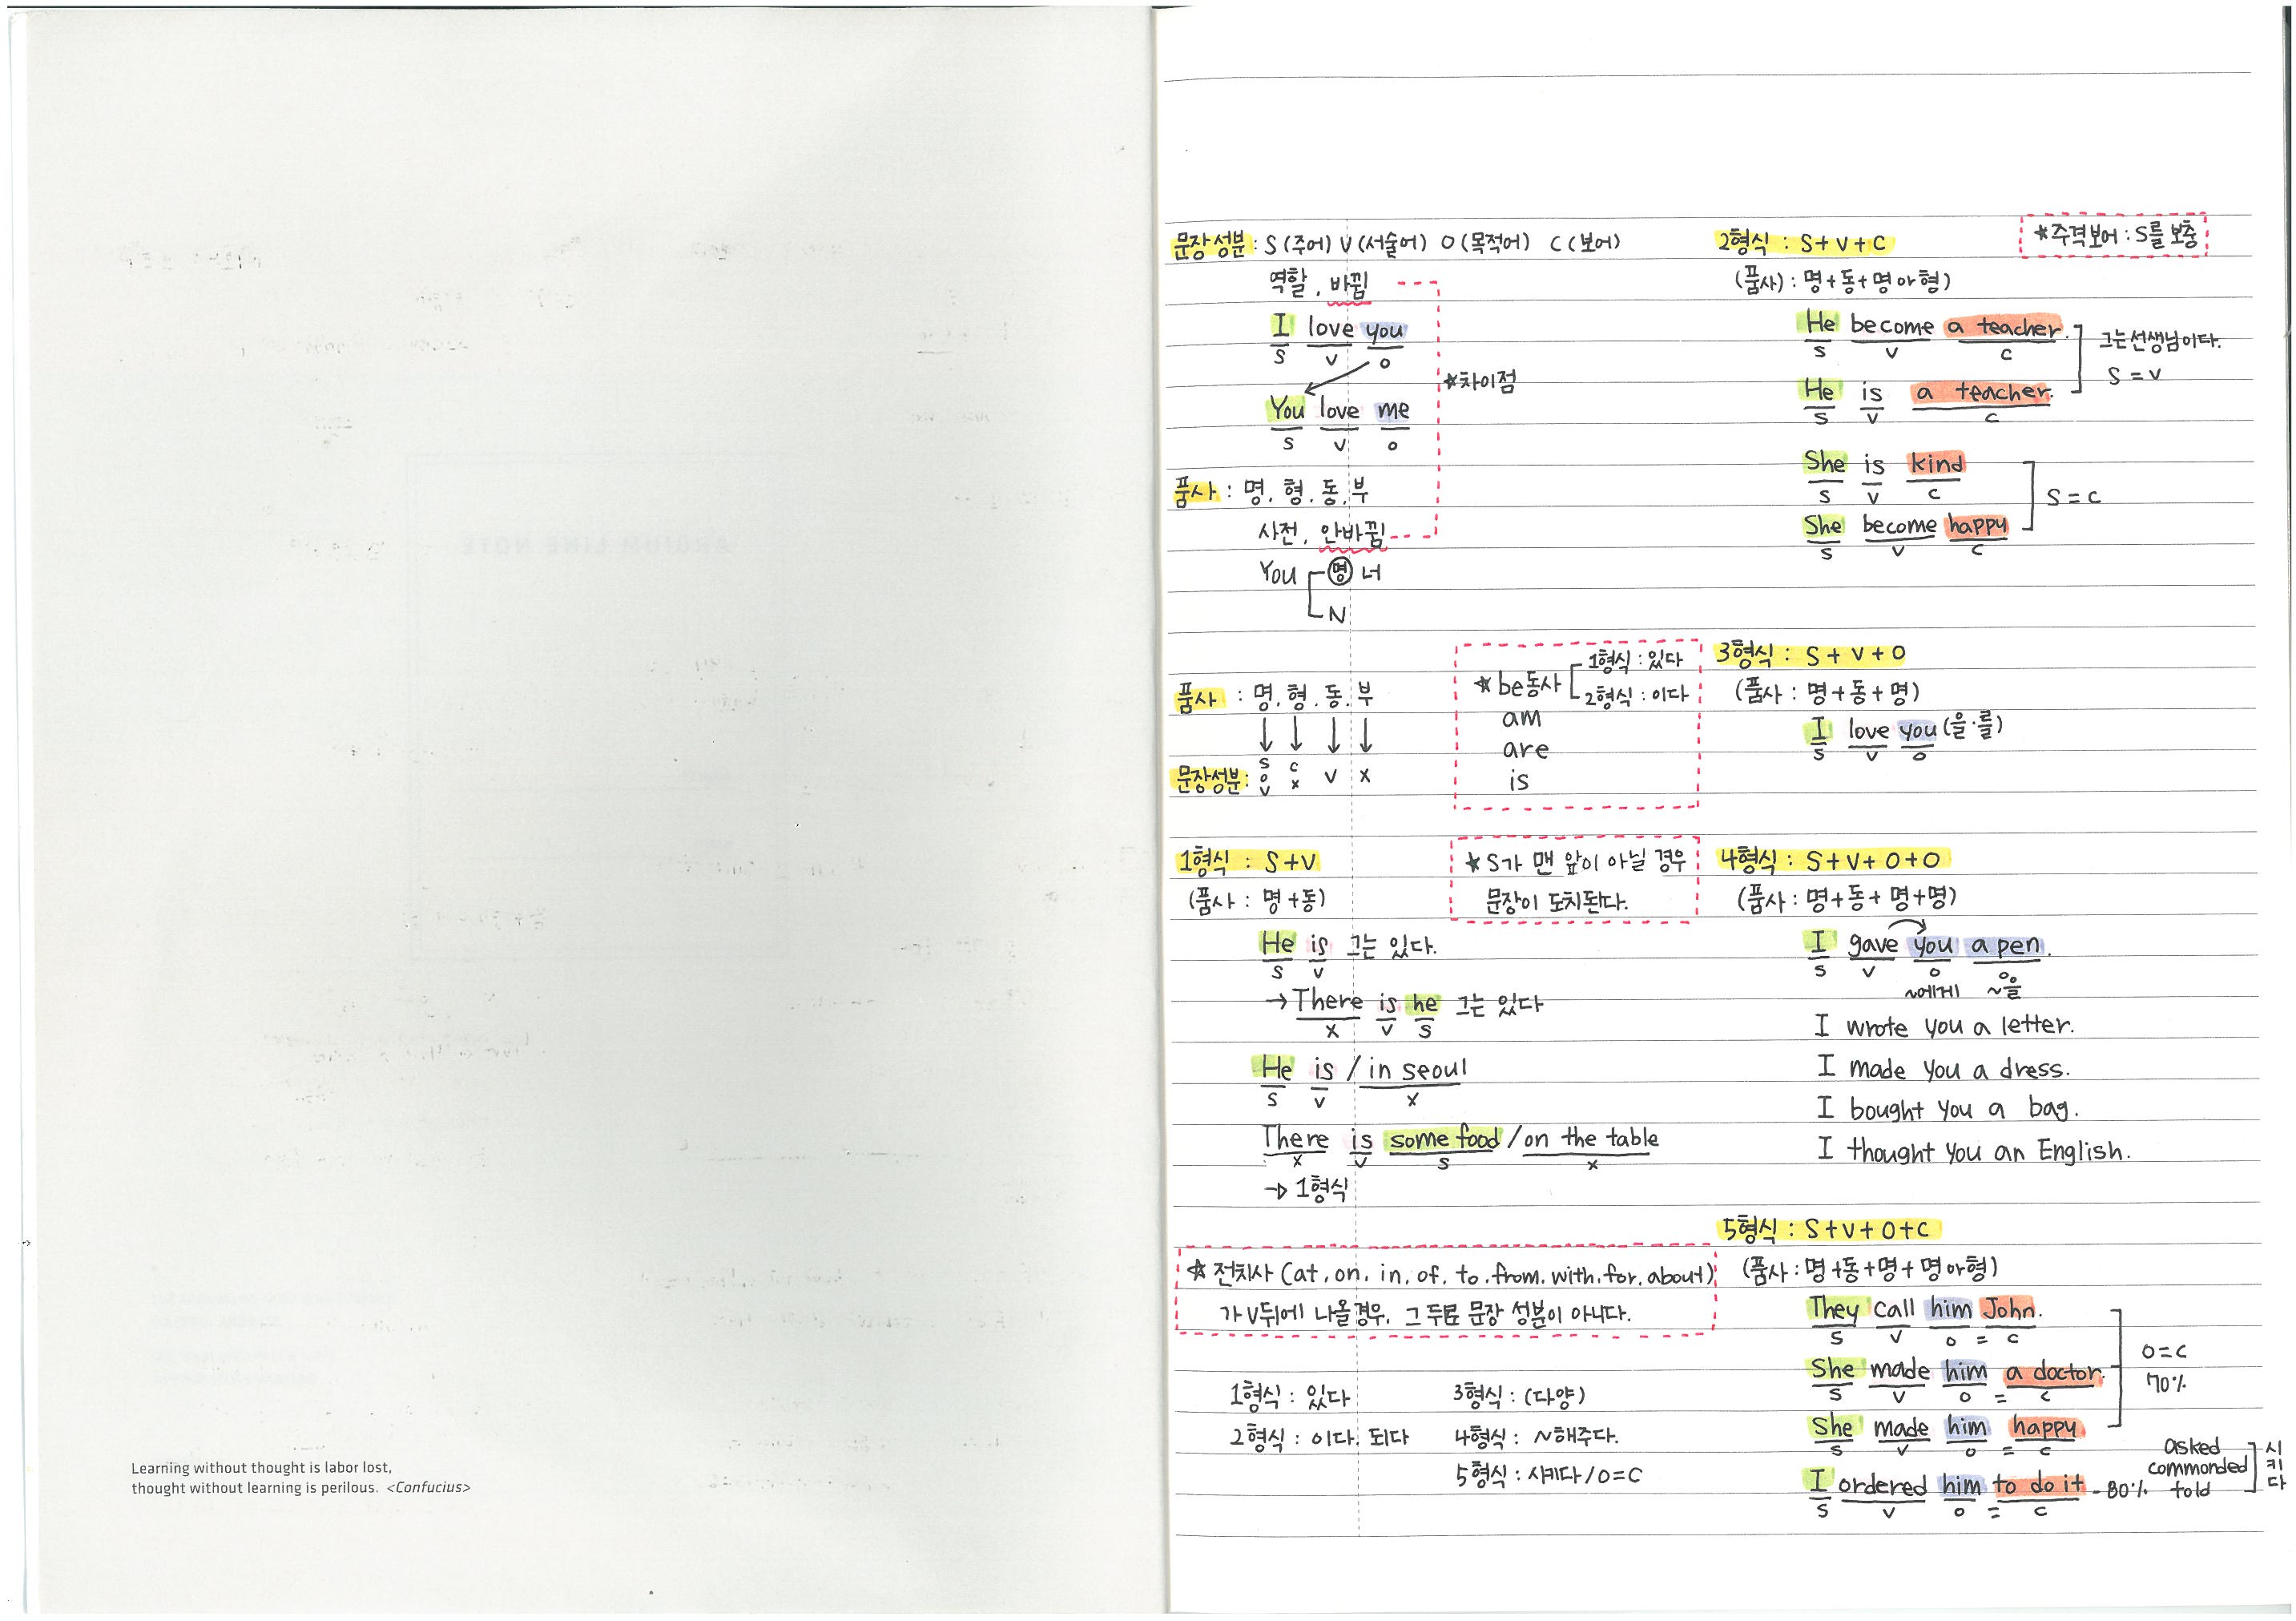 Learning without thought is labor lost,
thought without learning is perilous. <Confucius>
문장성분 : S (주어) V (서술어) O (목적어) C (보어)
역할, 바뀜
I love you
S V O
You love me
S V O
*차이점
품사 : 명. 형. 동. 부
사전, 안바뀜
You 명 너
N
품사 : 명. 형. 동. 부
↓ ↓ ↓ ↓
문장성분 : S O V C X V X
*be동사 1형식 : 있다
2형식 : 이다
am
are
is
1형식 : S+V
(품사 : 명+동)
*S가 맨 앞이 아닐 경우
문장이 도치된다.
He is 그는 있다.
S V
→There is he 그는 있다
X V S
He is / in seoul
S V X
There is some food / on the table
X V S X
→ 1형식
*전치사 (at, on, in, of, to, from, with, for, about)
가 V뒤에 나올경우, 그 두로 문장 성분이 아니다.
1형식 : 있다
2형식 : 이다. 되다
3형식 : (다양)
4형식 : ~해주다.
5형식 : 시키다 / O=C
2형식 : S+V+C
*주격보어 : S를 보충
(품사) : 명+동+명 or 형)
He become a teacher.
S V C
He is a teacher.
S V C
그는선생님이다.
S = V
She is kind
S V C
She become happy
S V C
S = C
3형식 : S + V + O
(품사 : 명+동+명)
I love you (을·를)
S V O
4형식 : S+V+O+O
(품사 : 명+동+명+명)
I gave you a pen.
S V O O
~에게 ~을
I wrote you a letter.
I made you a dress.
I bought you a bag.
I thought you an English.
5형식 : S+V+O+C
(품사 : 명+동+명+명 or 형)
They call him John.
S V O = C
She made him a doctor.
S V O = C
She made him happy
S V O = C
O=C
70%
I ordered him to do it - 80%
S V O = C
asked
commonded
told
시키다